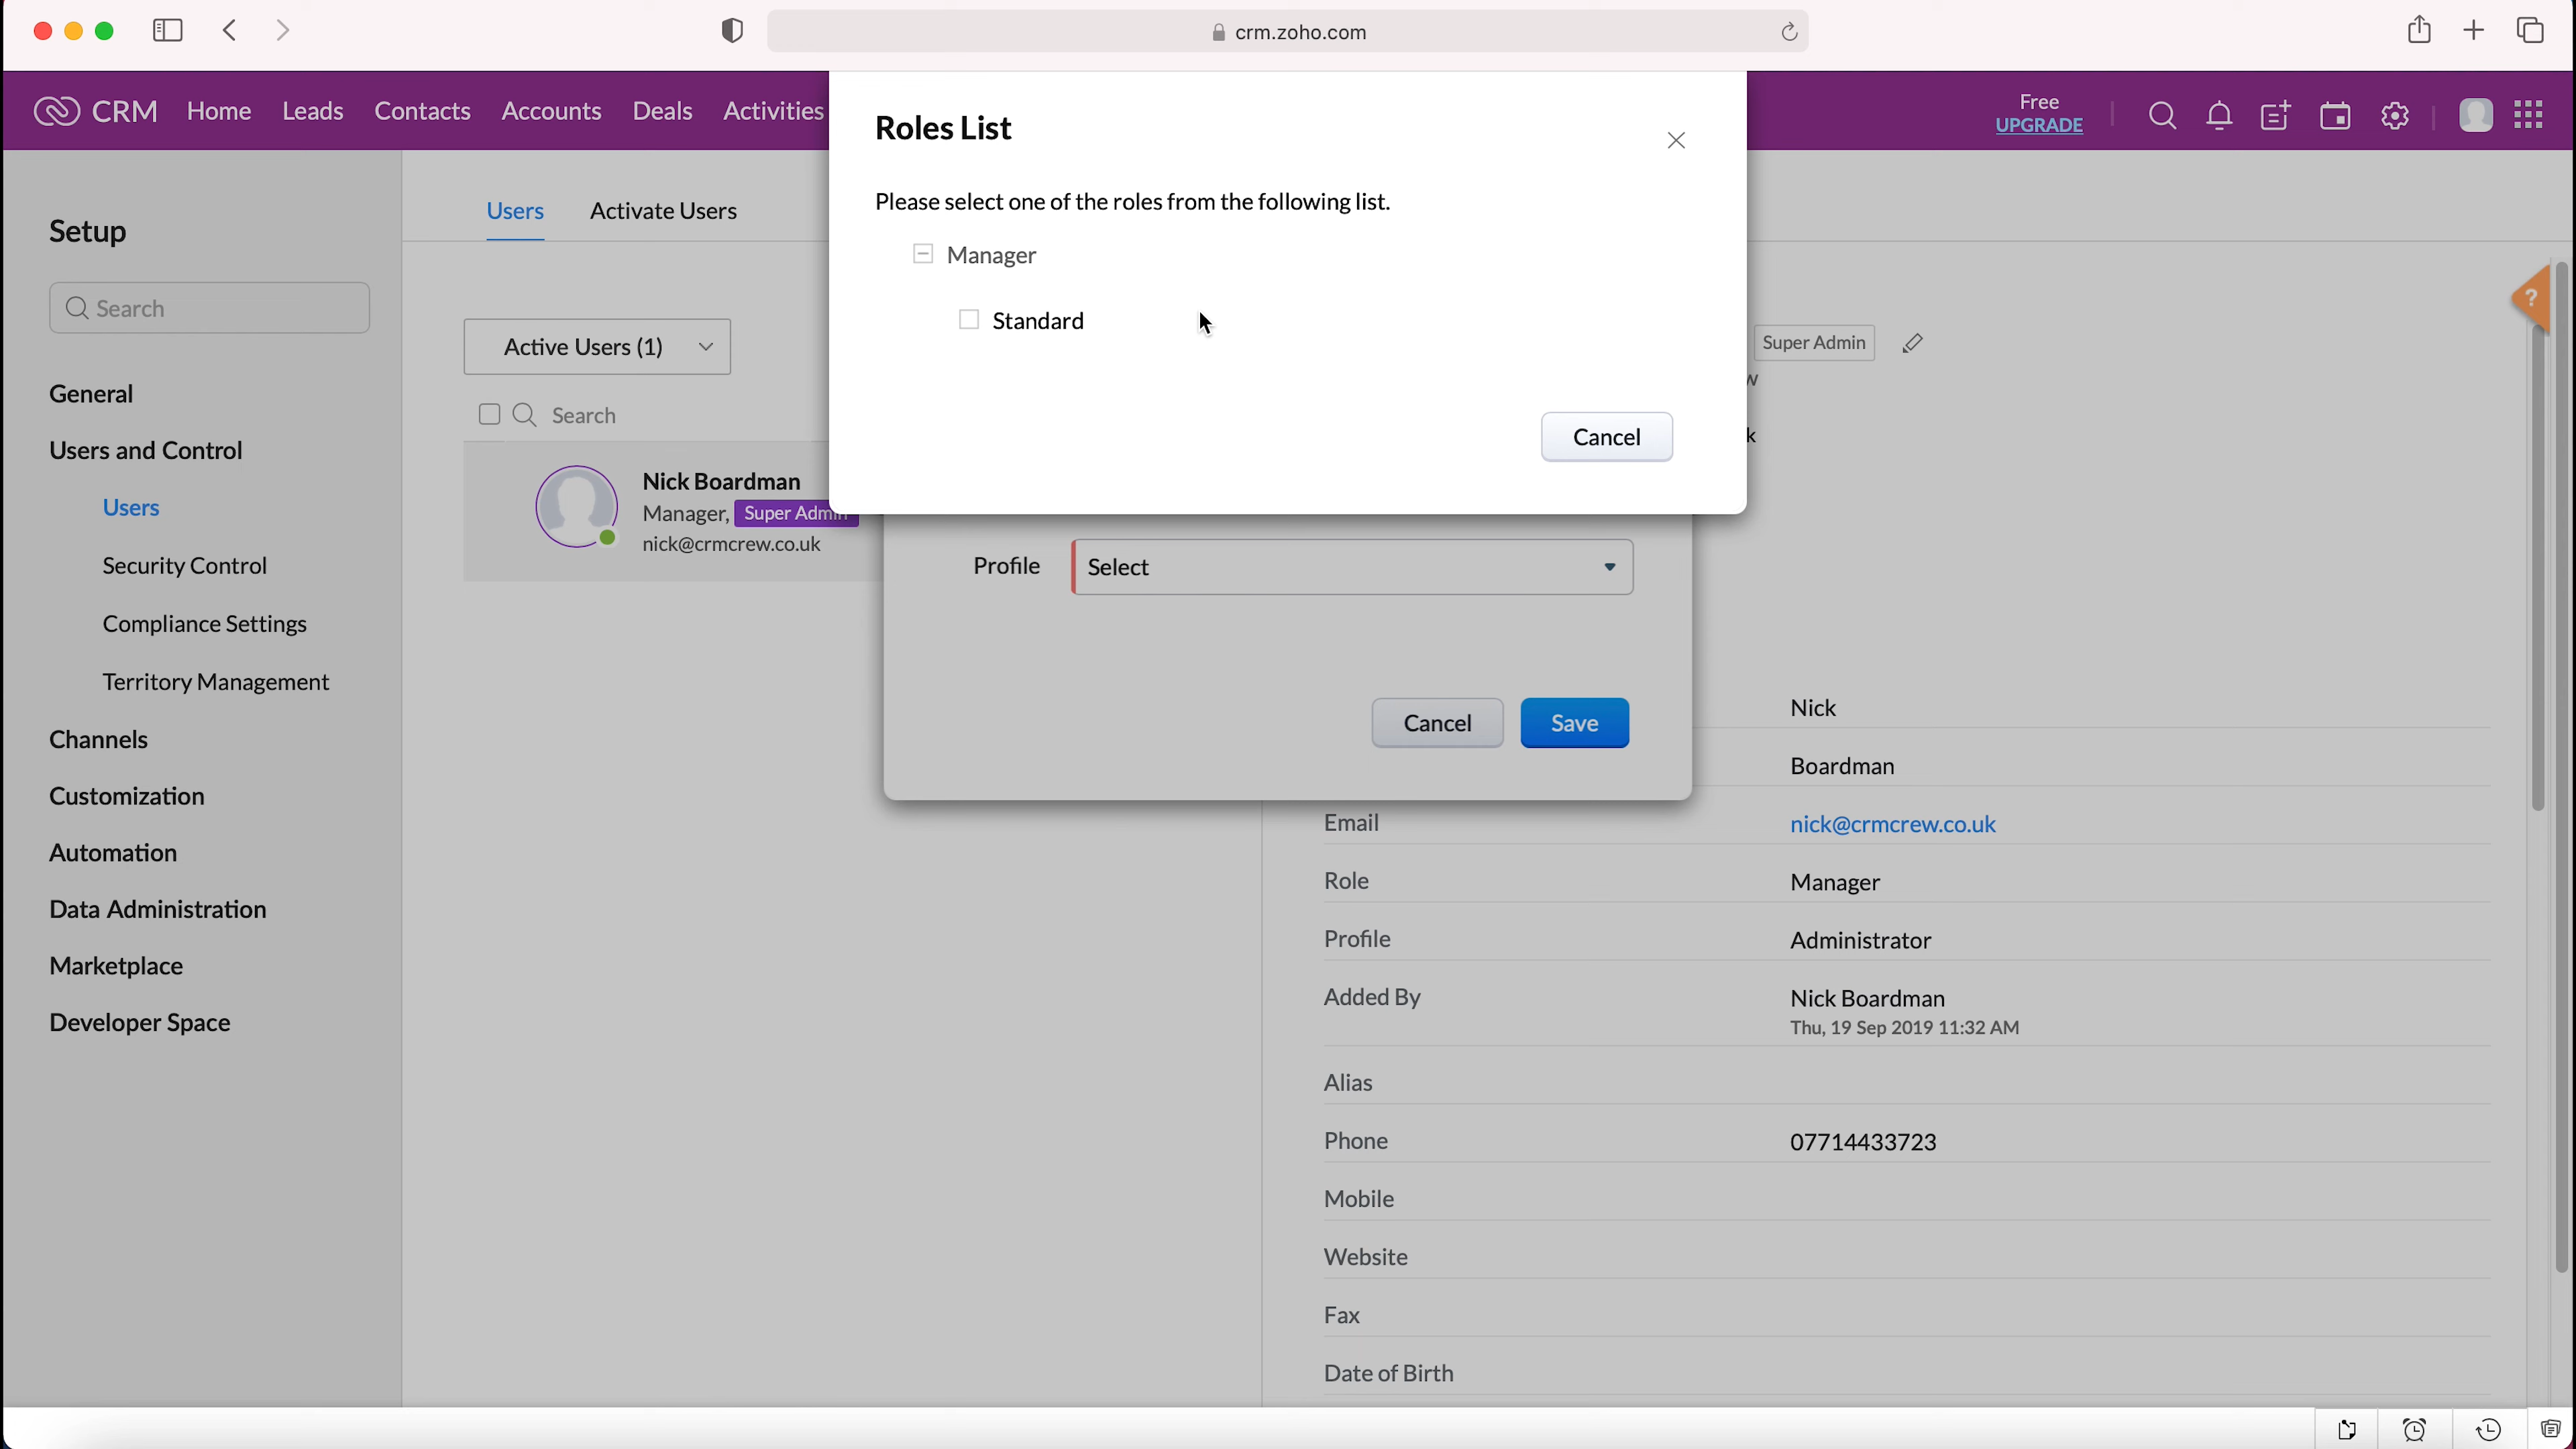 crm.zoho.com
CRM Home Leads Contacts Accounts Deals Activities
Free
UPGRADE
Roles List
Please select one of the roles from the following list.
Manager
Standard
Cancel
Setup
Search
General
Users and Control
Users
Security Control
Compliance Settings
Territory Management
Channels
Customization
Automation
Data Administration
Marketplace
Developer Space
Users Activate Users
Active Users (1)
Search
Nick Boardman
Manager, Super Admin
nick@crmcrew.co.uk
Profile Select
Cancel Save
Super Admin
?
w
k
Nick
Boardman
Email nick@crmcrew.co.uk
Role Manager
Profile Administrator
Added By Nick Boardman
Thu, 19 Sep 2019 11:32 AM
Alias
Phone 07714433723
Mobile
Website
Fax
Date of Birth